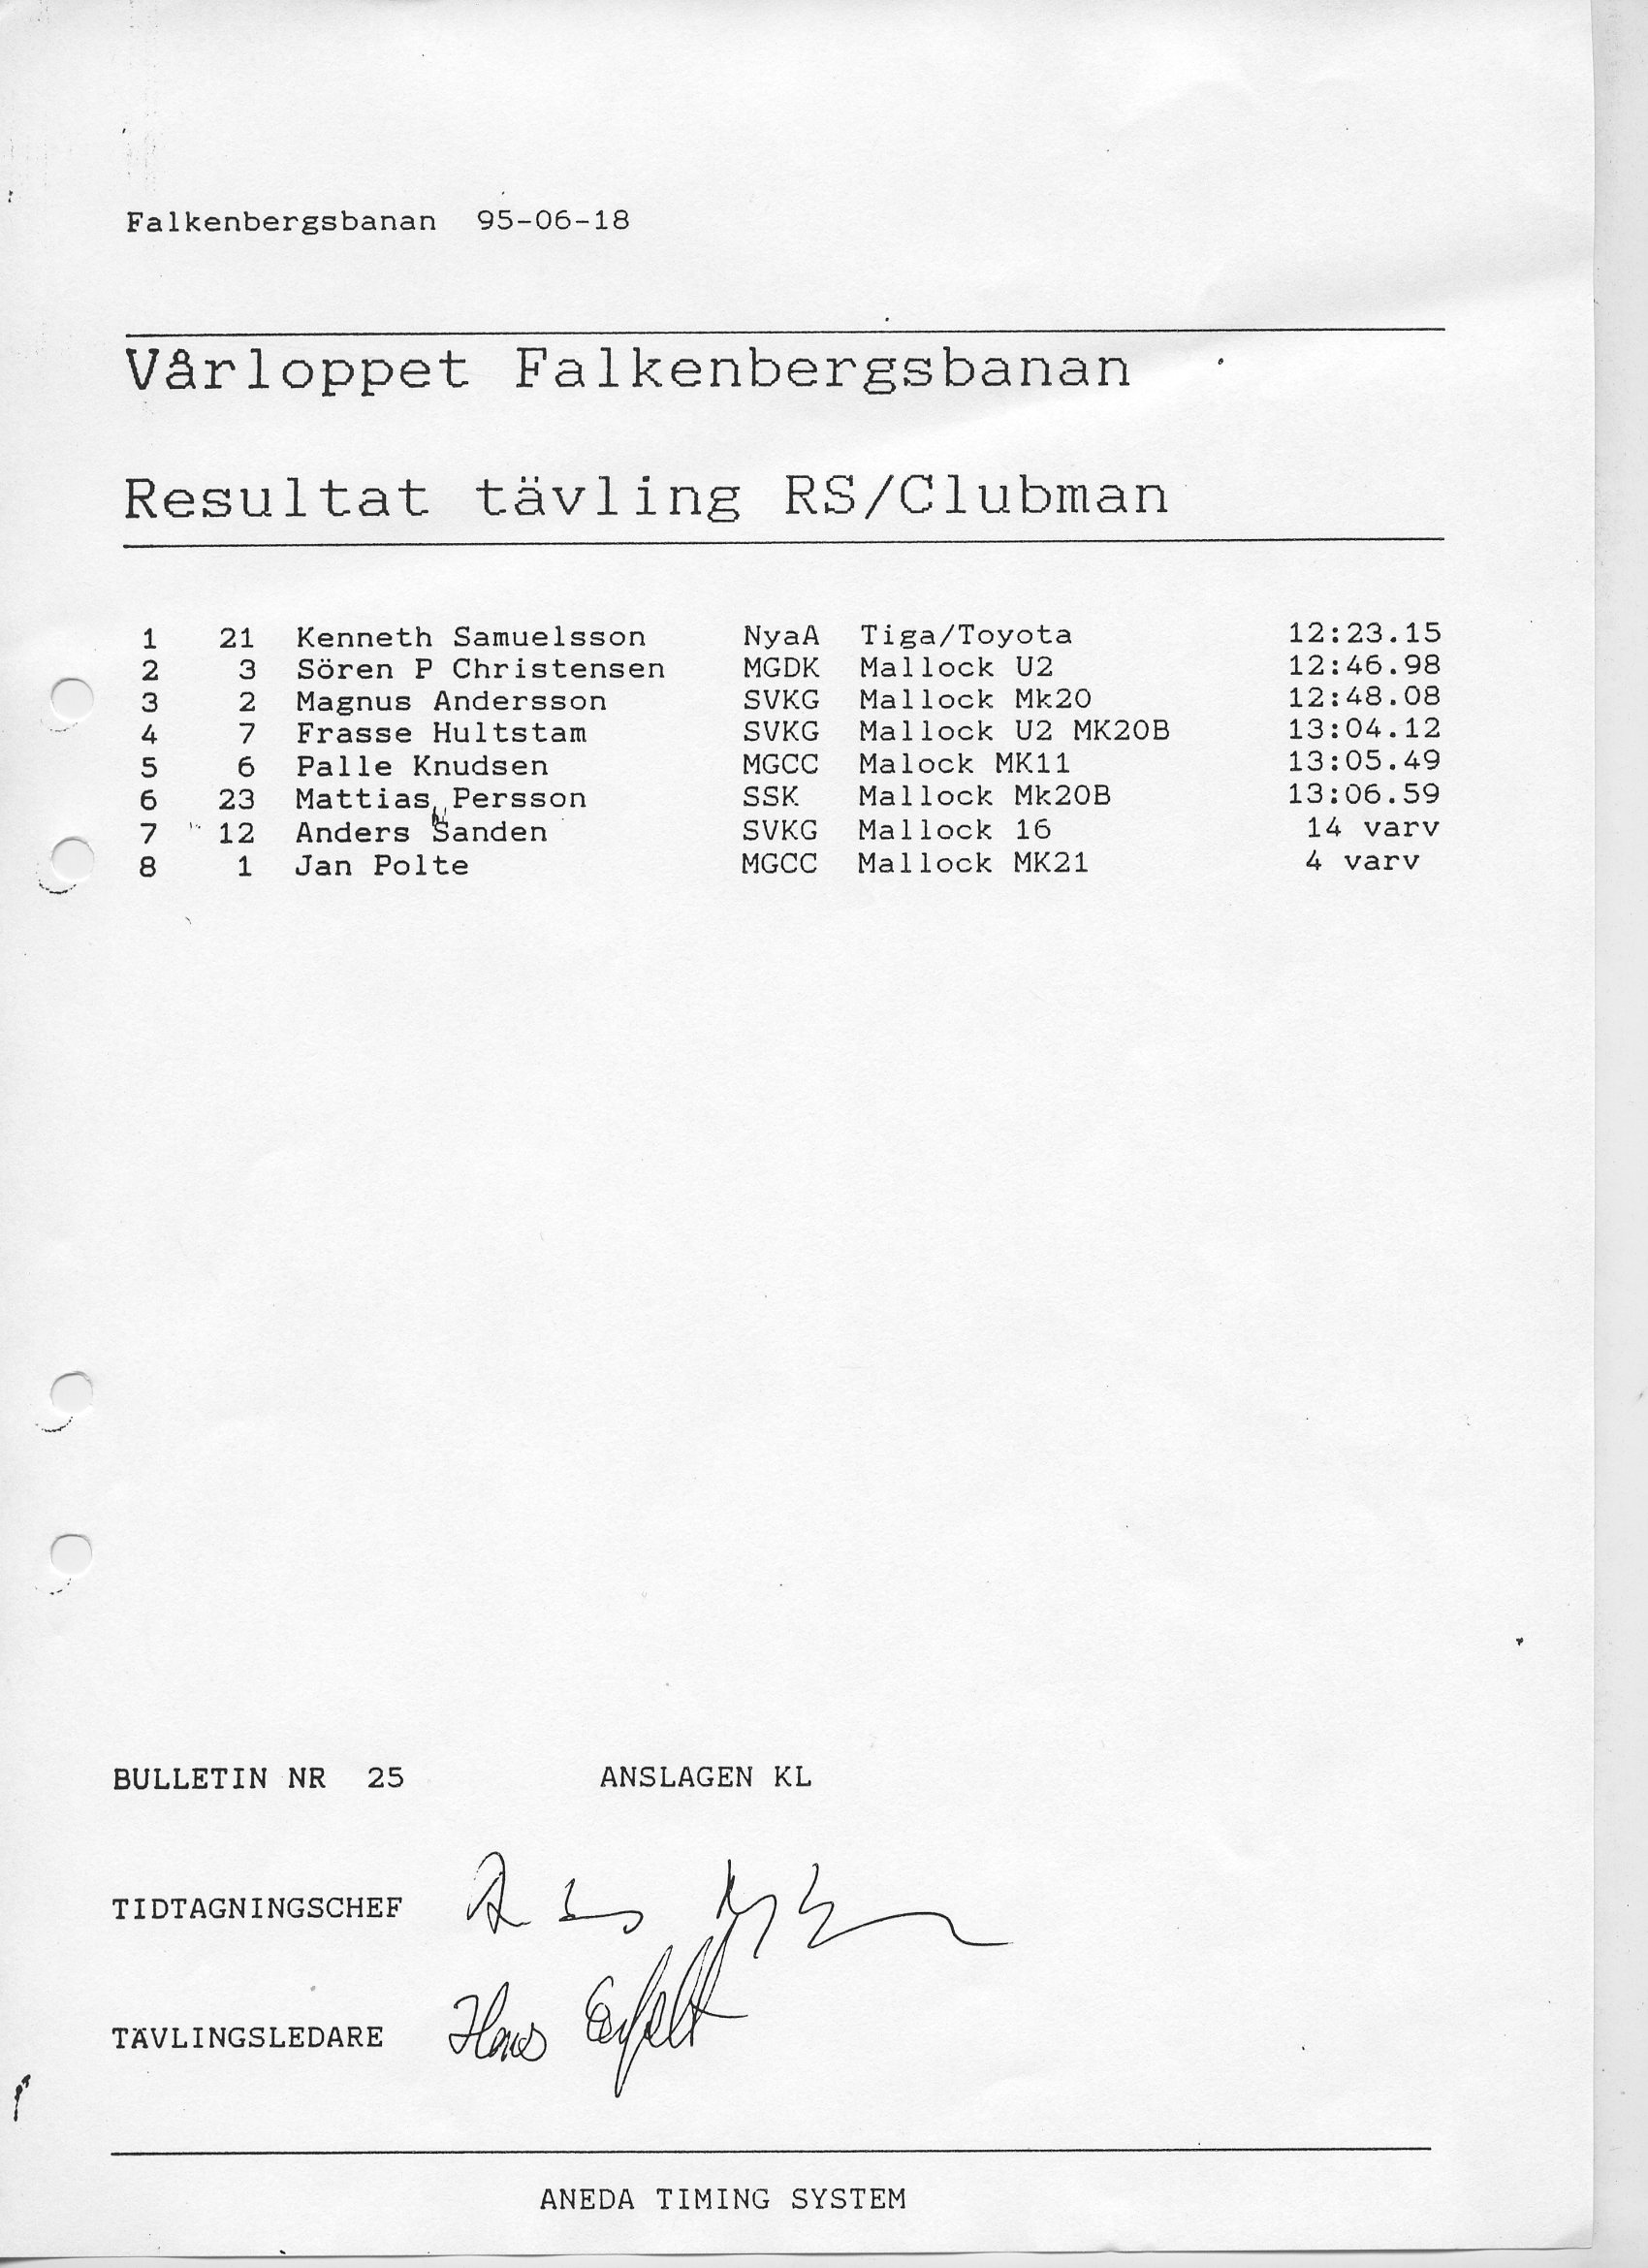 Falkenbergsbanan 95-06-18
Vårloppet Falkenbergsbanan
Resultat tävling RS/Clubman
1 21 Kenneth Samuelsson NyaA Tiga/Toyota 12:23.15
2 3 Sören P Christensen MGDK Mallock U2 12:46.98
3 2 Magnus Andersson SVKG Mallock Mk20 12:48.08
4 7 Frasse Hultstam SVKG Mallock U2 MK20B 13:04.12
5 6 Palle Knudsen MGCC Malock MK11 13:05.49
6 23 Mattias Persson SSK Mallock Mk20B 13:06.59
7 12 Anders Sanden SVKG Mallock 16 14 varv
8 1 Jan Polte MGCC Mallock MK21 4 varv
BULLETIN NR 25 ANSLAGEN KL
TIDTAGNINGSCHEF
TÄVLINGSLEDARE Hans
ANEDA TIMING SYSTEM